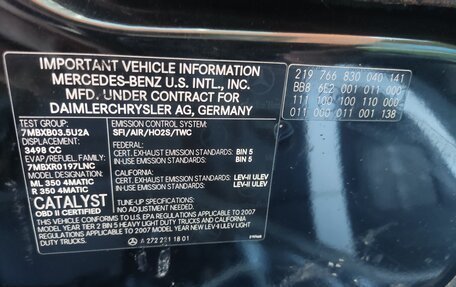 IMPORTANT VEHICLE INFORMATION
MERCEDES-BENZ U.S. INTL., INC.
MFD. UNDER CONTRACT FOR
DAIMLERCHRYSLER AG, GERMANY
TEST GROUP:
7MBXB03.5U2A
DISPLACEMENT:
3498 CC
EVAP/REFUEL. FAMILY:
7MBXR0197LNC
MODEL DESIGNATION:
ML 350 4MATIC
R 350 4MATIC
CATALYST
OBD II CERTIFIED
EMISSION CONTROL SYSTEM:
SFI/AIR/HO2S/TWC
FEDERAL:
CERT. EXHAUST EMISSION STANDARD: BIN 5
IN-USE EXHAUST EMISSION STANDARD: BIN 5
CALIFORNIA:
CERT. EXHAUST EMISSION STANDARD: LEV-II ULEV
IN-USE EXHAUST EMISSION STANDARD: LEV-II ULEV
TUNE-UP SPECIFICATIONS:
NO ADJUSTMENT NEEDED.
THIS VEHICLE CONFORMS TO U.S. EPA REGULATIONS APPLICABLE TO 2007
MODEL YEAR TIER 2 BIN 5 HEAVY LIGHT DUTY TRUCKS AND CALIFORNIA
REGULATIONS APPLICABLE TO 2007 MODEL YEAR NEW LEV-II ULEV LIGHT
DUTY TRUCKS.
A 272 221 18 01
219 766 830 040 141
BB8 6E2 001 011 000
111 100 100 110 000
011 000 011 001 138